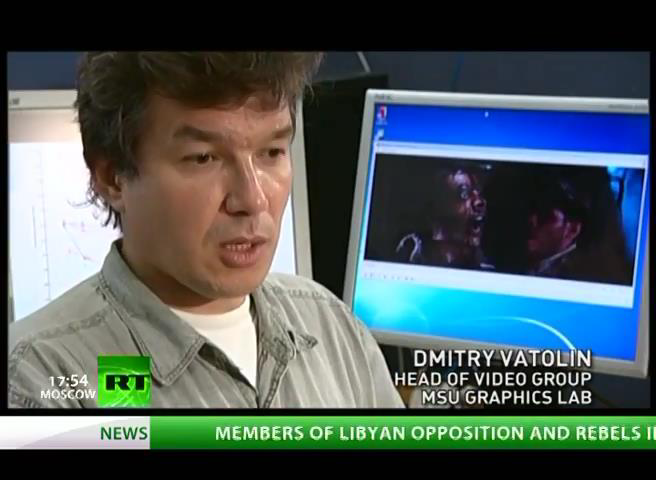 DMITRY VATOLIN
HEAD OF VIDEO GROUP
MSU GRAPHICS LAB
17:54
MOSCOW
RT
NEWS
MEMBERS OF LIBYAN OPPOSITION AND REBELS